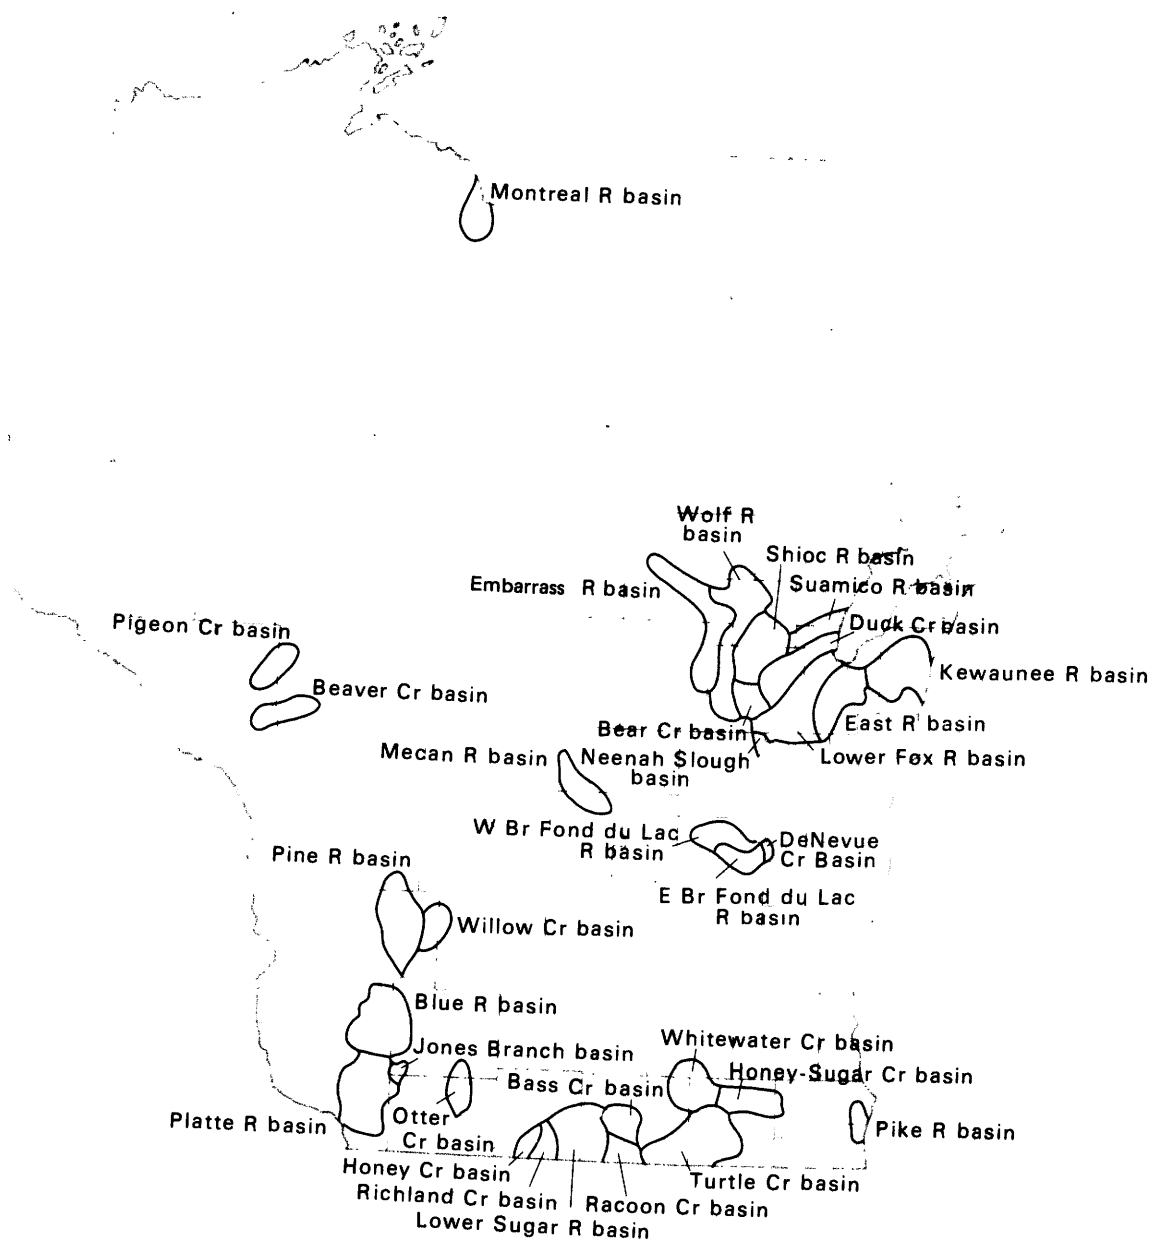 Montreal R basin
Wolf R
basin
Shioc R basin
Embarrass R basin
Suamico R basin
Pigeon Cr basin
Duck Cr basin
Kewaunee R basin
Beaver Cr basin
East R basin
Bear Cr basin
Mecan R basin
Neenah Slough
basin
Lower Fox R basin
W Br Fond du Lac
R basin
DeNevue
Cr Basin
Pine R basin
E Br Fond du Lac
R basin
Willow Cr basin
Blue R basin
Whitewater Cr basin
Jones Branch basin
Honey-Sugar Cr basin
Bass Cr basin
Platte R basin
Otter
Cr basin
Pike R basin
Honey Cr basin
Turtle Cr basin
Richland Cr basin
Racoon Cr basin
Lower Sugar R basin